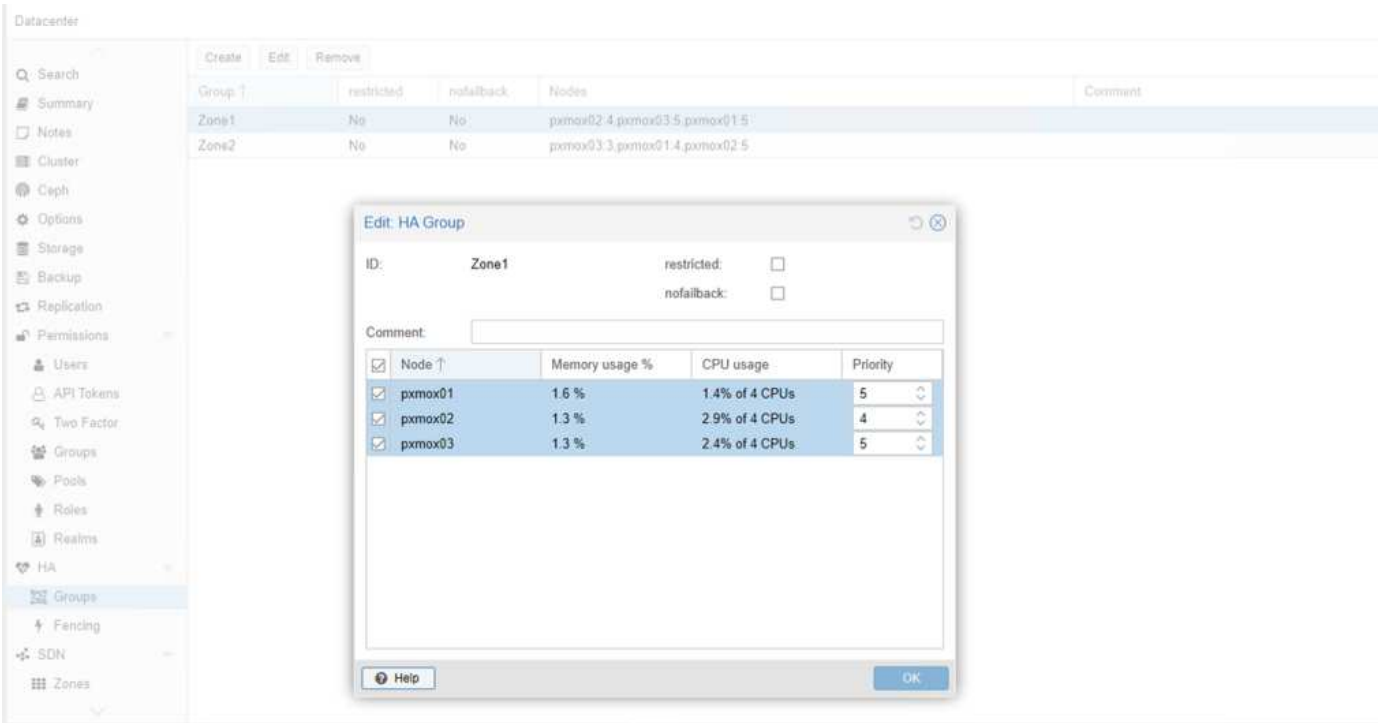 Datacenter
Search
Summary
Notes
Cluster
Ceph
Options
Storage
Backup
Replication
Permissions
Users
API Tokens
Two Factor
Groups
Pools
Roles
Realms
HA
Groups
Fencing
SDN
Zones
Create Edit Remove
Group ↑ restricted nofailback Nodes Comment
Zone1 No No pxmox02:4,pxmox03:5,pxmox01:5
Zone2 No No pxmox03:3,pxmox01:4,pxmox02:5
Edit: HA Group
ID: Zone1 restricted:
nofailback:
Comment:
Node ↑ Memory usage % CPU usage Priority
pxmox01 1.6 % 1.4% of 4 CPUs 5
pxmox02 1.3 % 2.9% of 4 CPUs 4
pxmox03 1.3 % 2.4% of 4 CPUs 5
Help OK